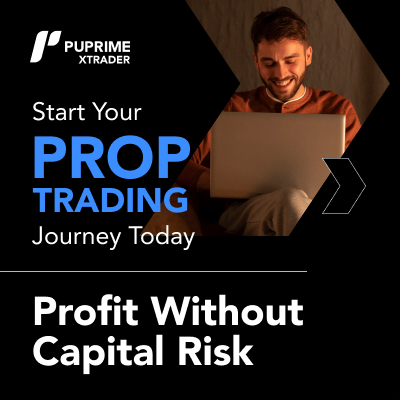 PUPRIME
XTRADER
Start Your
PROP
TRADING
Journey Today
Profit Without
Capital Risk